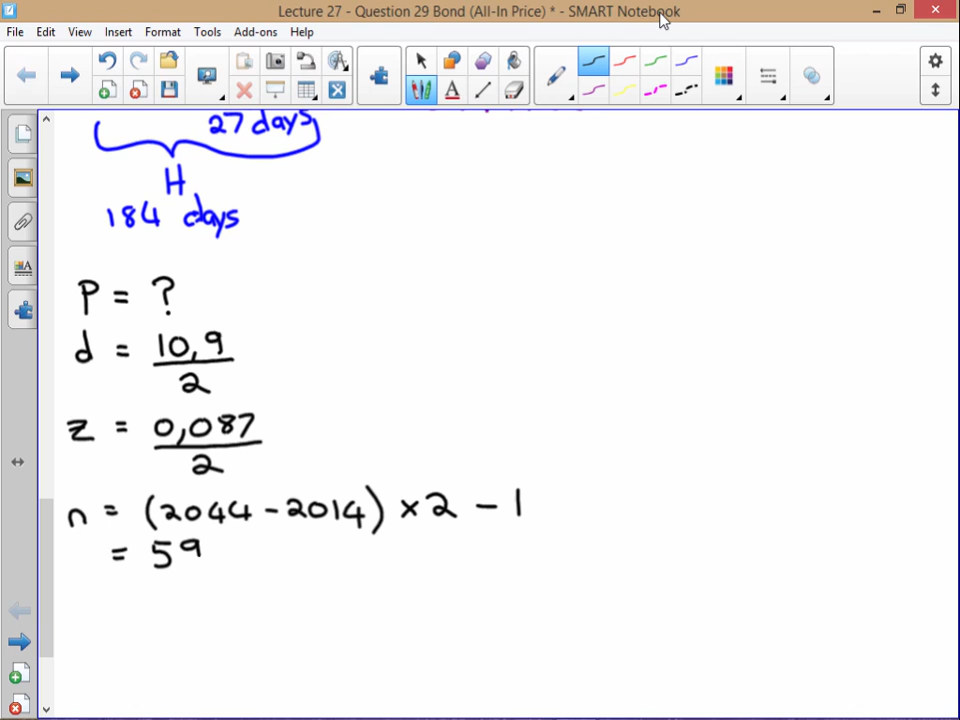 Lecture 27 - Question 29 Bond (All-In Price) * - SMART Notebook
File Edit View Insert Format Tools Add-ons Help
27 days
H
184 days
P = ?
d = 10,9
2
z = 0,087
2
n = (2044 - 2014) × 2 - 1
= 59